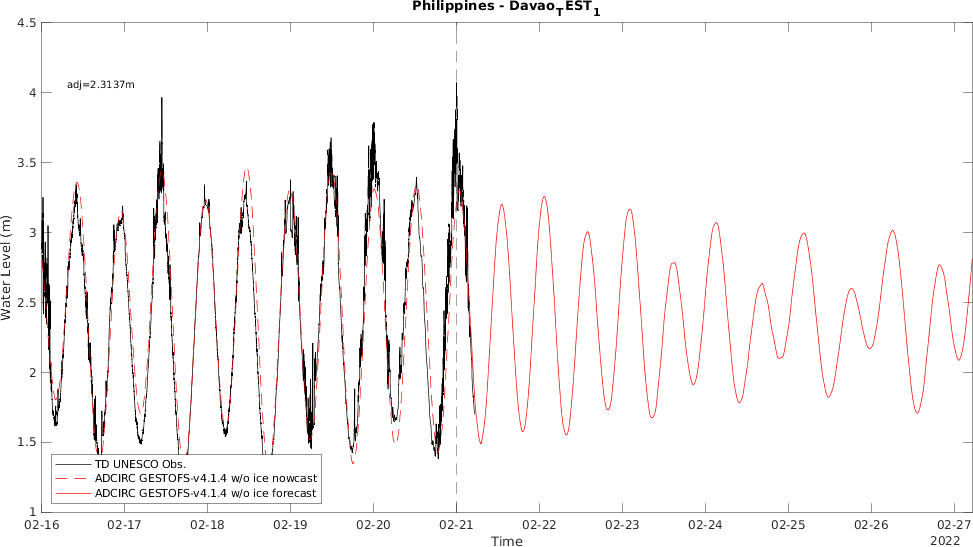 Philippines - Davao_TEST_1
4.5
4
3.5
3
2.5
2
1.5
1
Water Level (m)
adj=2.3137m
TD UNESCO Obs.
ADCIRC GESTOFS-v4.1.4 w/o ice nowcast
ADCIRC GESTOFS-v4.1.4 w/o ice forecast
02-16 02-17 02-18 02-19 02-20 02-21 02-22 02-23 02-24 02-25 02-26 02-27
Time
2022